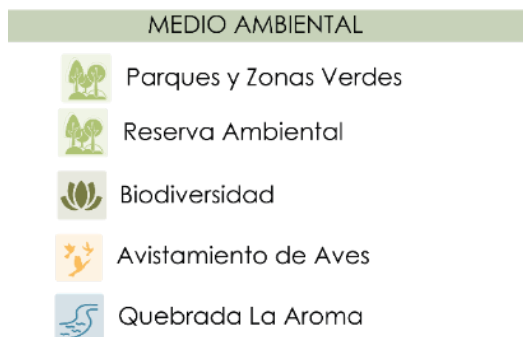 MEDIO AMBIENTAL
Parques y Zonas Verdes
Reserva Ambiental
Biodiversidad
Avistamiento de Aves
Quebrada La Aroma